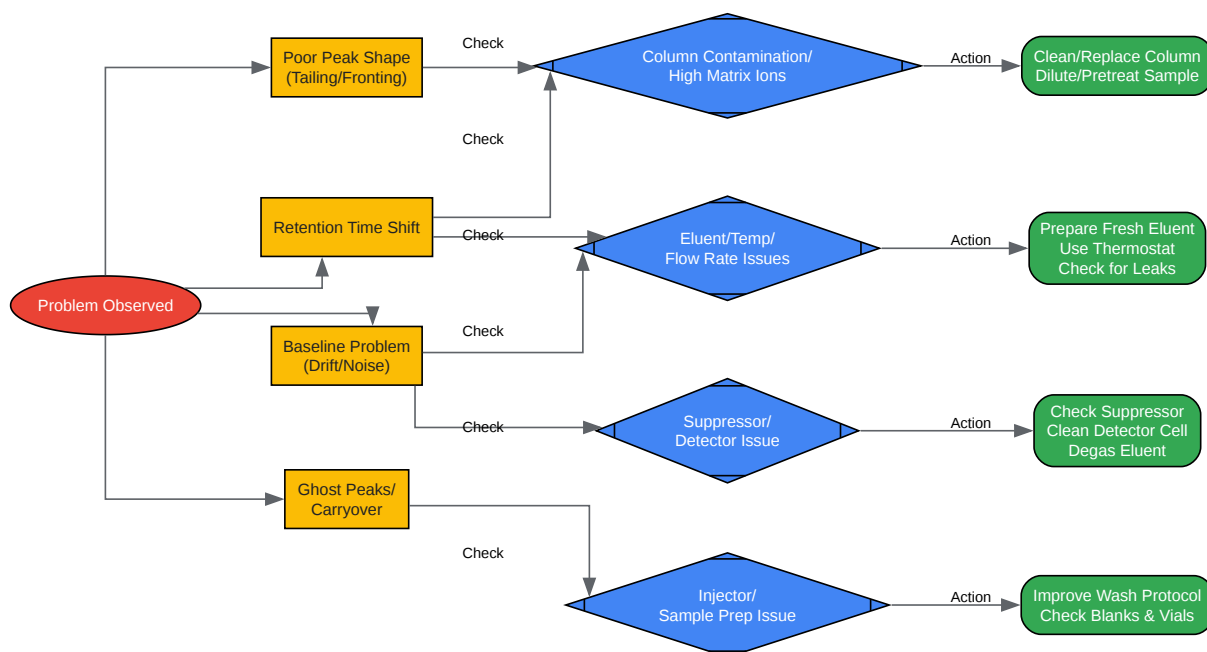 Poor Peak Shape
(Tailing/Fronting)
Check
Column Contamination/
High Matrix Ions
Action
Clean/Replace Column
Dilute/Pretreat Sample
Check
Retention Time Shift
Check
Eluent/Temp/
Flow Rate Issues
Action
Prepare Fresh Eluent
Use Thermostat
Check for Leaks
Problem Observed
Baseline Problem
(Drift/Noise)
Check
Check
Suppressor/
Detector Issue
Action
Check Suppressor
Clean Detector Cell
Degas Eluent
Ghost Peaks/
Carryover
Check
Injector/
Sample Prep Issue
Action
Improve Wash Protocol
Check Blanks & Vials